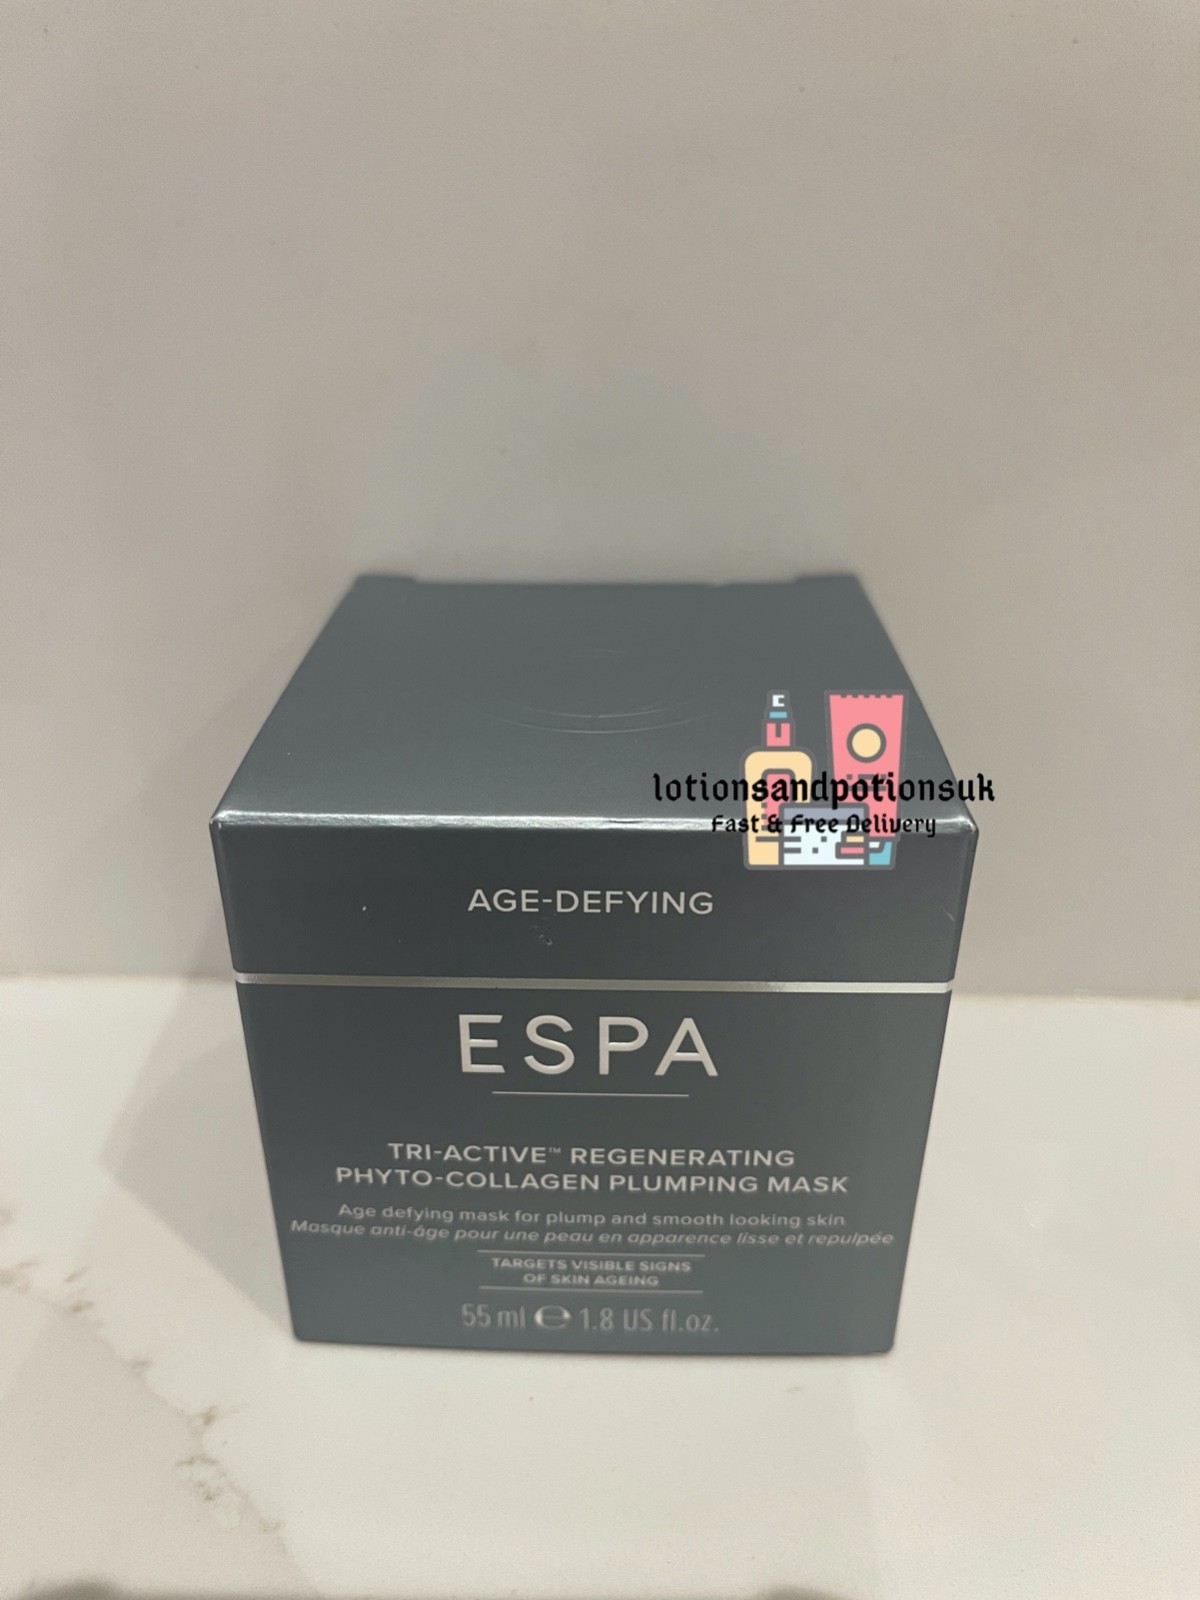 lotionsandpotionsuk
Fast & Free Delivery
AGE-DEFYING
ESPA
TRI-ACTIVE™ REGENERATING
PHYTO-COLLAGEN PLUMPING MASK
Age defying mask for plump and smooth looking skin
Masque anti-âge pour une peau en apparence lisse et repulpée
TARGETS VISIBLE SIGNS
OF SKIN AGEING
55 ml ℮ 1.8 US fl.oz.